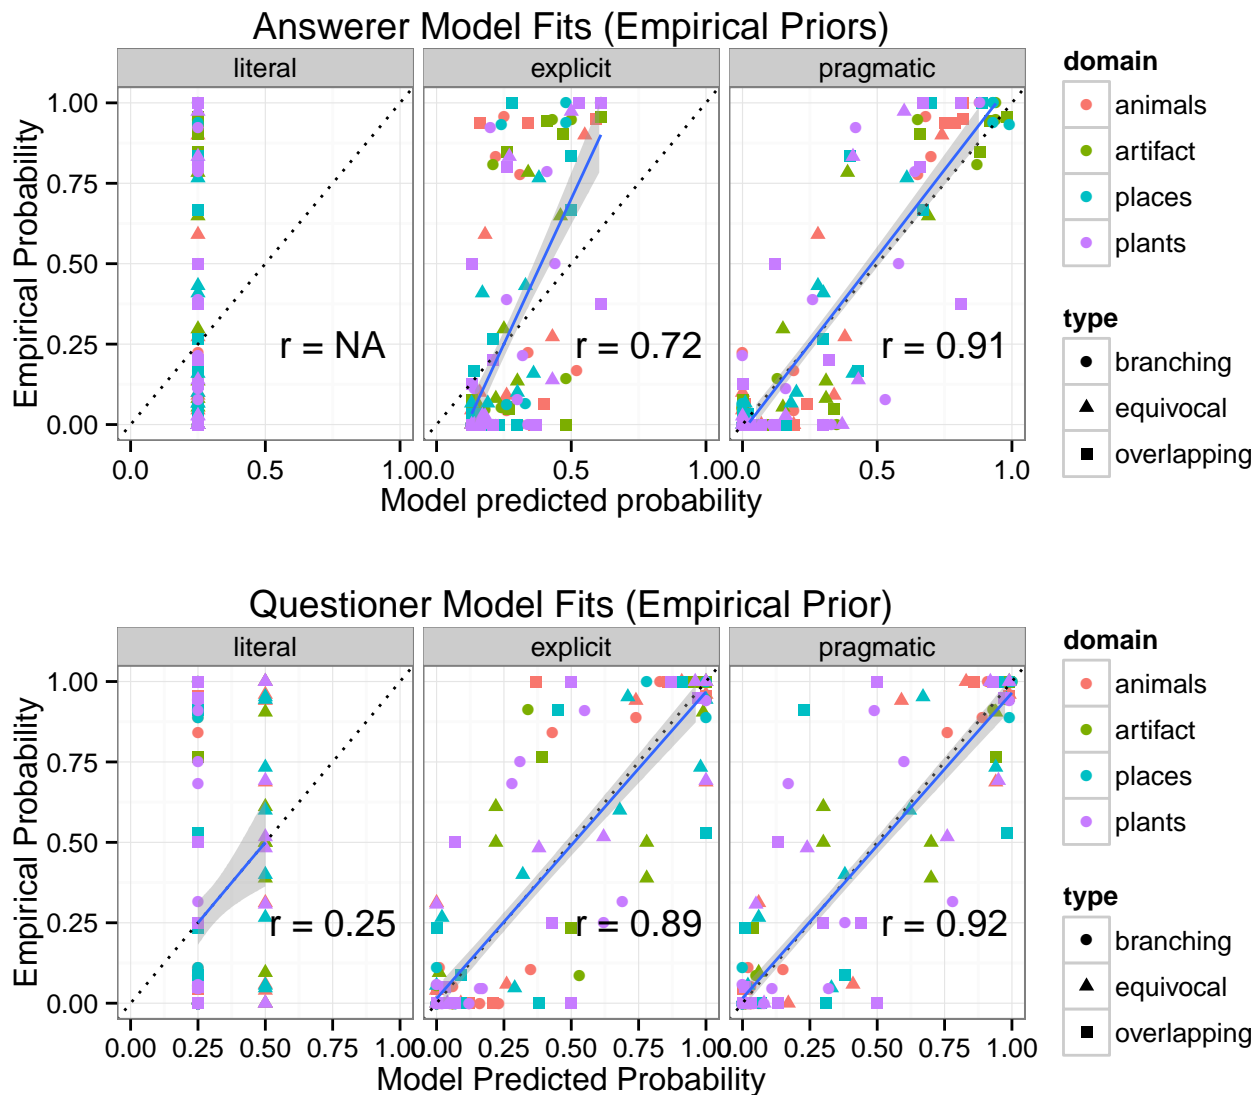 Answerer Model Fits (Empirical Priors)
literal explicit pragmatic
Empirical Probability
1.00
0.75
0.50
0.25
0.00
r = NA r = 0.72 r = 0.91
0.0 0.5 1.0 0.0 0.5 1.0 0.0 0.5 1.0
Model predicted probability
domain
animals
artifact
places
plants
type
branching
equivocal
overlapping
Questioner Model Fits (Empirical Prior)
literal explicit pragmatic
Empirical Probability
1.00
0.75
0.50
0.25
0.00
r = 0.25 r = 0.89 r = 0.92
0.00 0.25 0.50 0.75 1.00 0.00 0.25 0.50 0.75 1.00 0.00 0.25 0.50 0.75 1.00
Model Predicted Probability
domain
animals
artifact
places
plants
type
branching
equivocal
overlapping